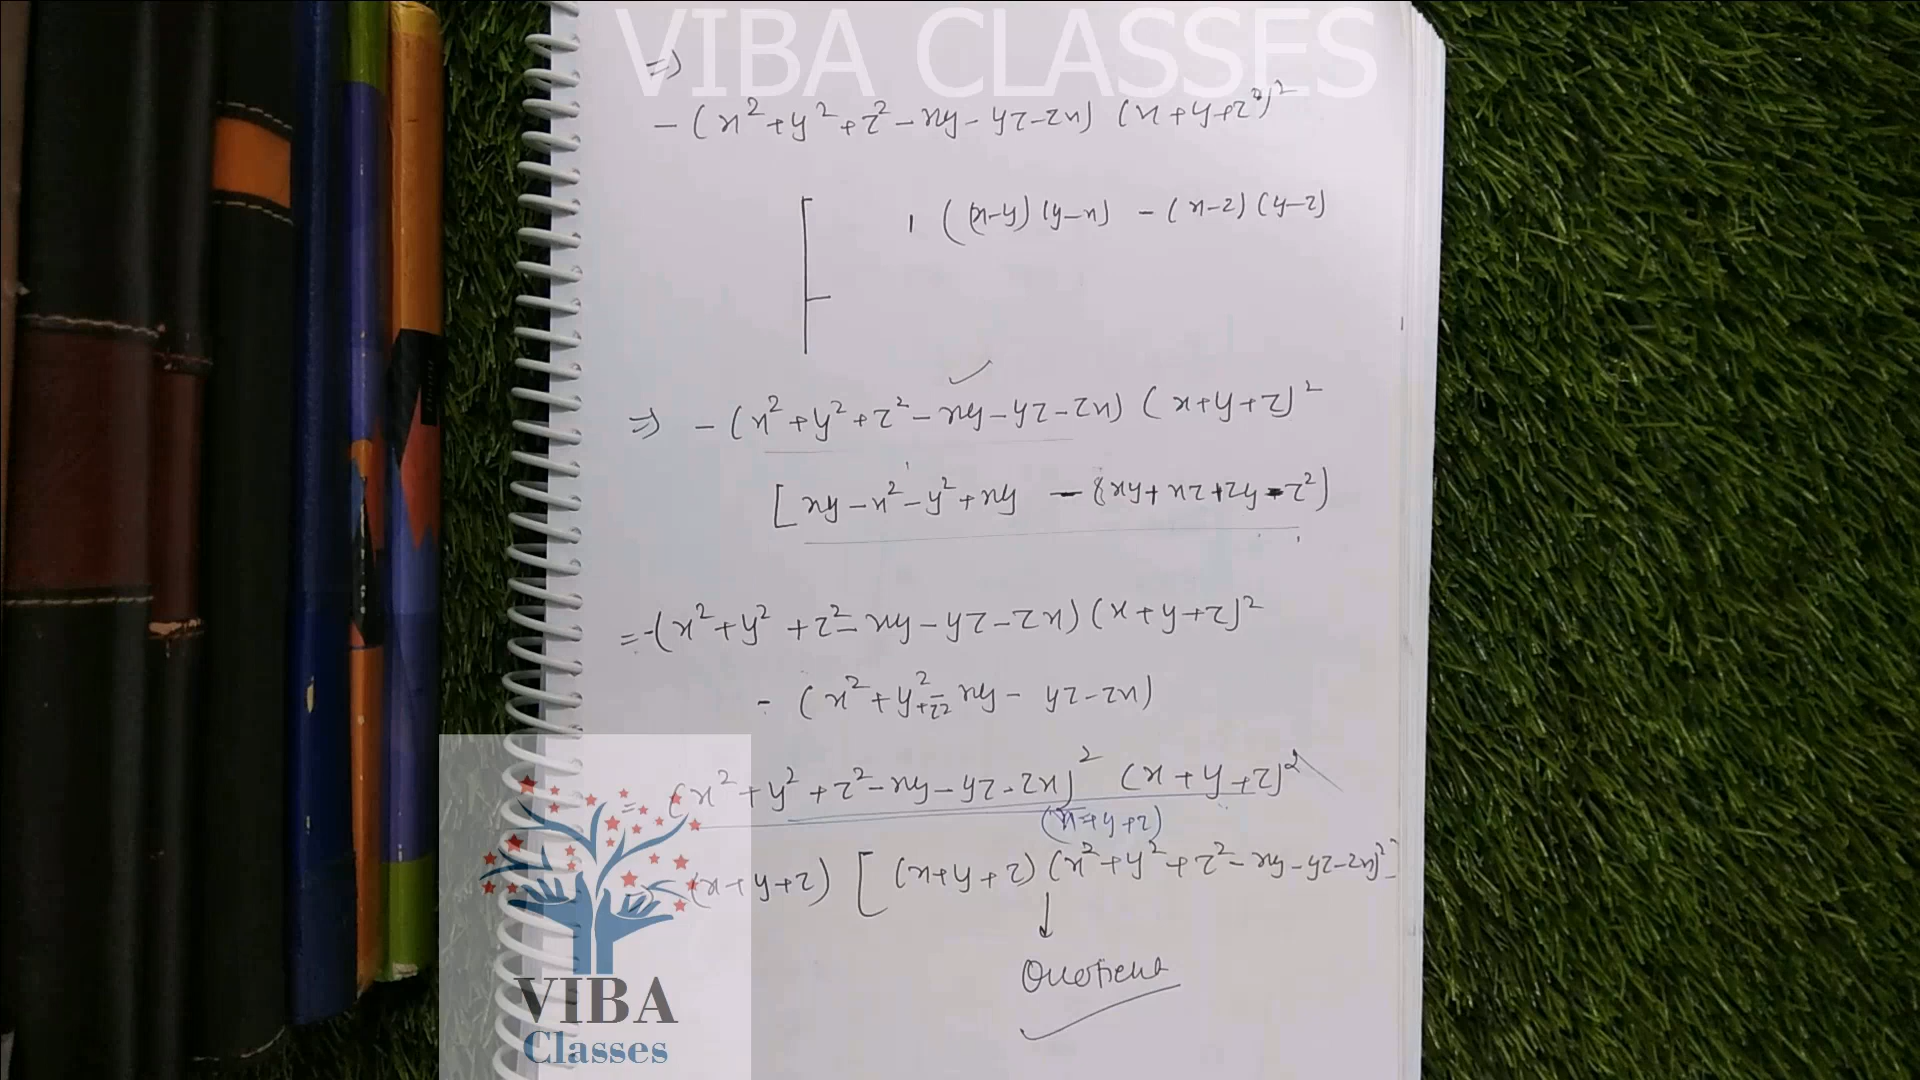 VIBA CLASSES
⇒
- (x² + y² + z² - xy - yz - zx) (x + y + z²)²
1 ((x-y) (y-x) - (x-z) (y-z)
⇒ - (x² + y² + z² - xy - yz - zx) (x + y + z)²
[ xy - x² - y² + xy - {xy + xz + zy - z²)
= -(x² + y² + z² - xy - yz - zx) (x + y + z)²
- (x² + y² + z² - xy - yz - zx)
= (x² + y² + z² - xy - yz - zx)² (x + y + z)²
(x + y + z)
⇒ (x + y + z) [ (x + y + z) (x² + y² + z² - xy - yz - zx)² ]
↓
Quotient
VIBA
Classes